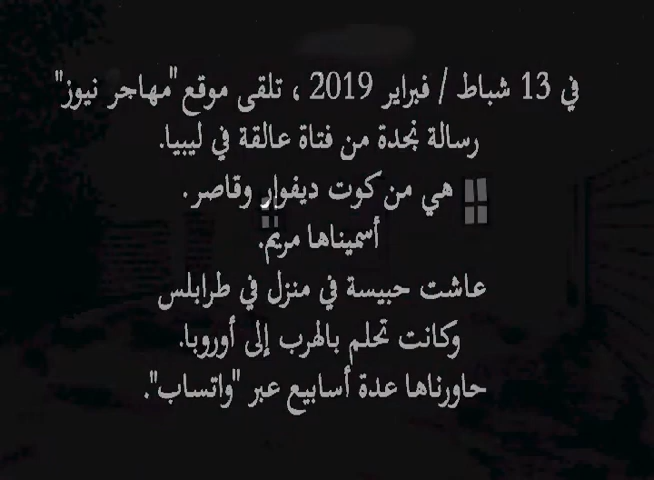 في 13 شباط / فبراير 2019 ، تلقى موقع "مهاجر نيوز"
رسالة نجدة من فتاة عالقة في ليبيا.
هي من كوت ديفوار وقاصر .
أسميناها مريم.
عاشت حبيسة في منزل في طرابلس
وكانت تحلم بالهرب إلى أوروبا.
حاورناها عدة أسابيع عبر "واتساب".